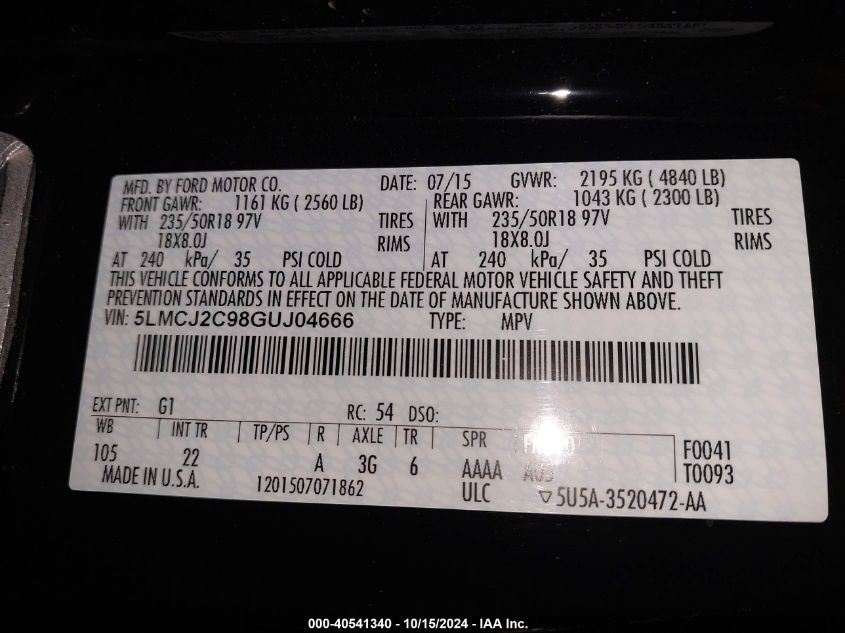 MFD. BY FORD MOTOR CO. DATE: 07/15 GVWR: 2195 KG ( 4840 LB)
FRONT GAWR: 1161 KG ( 2560 LB) REAR GAWR: 1043 KG ( 2300 LB)
WITH 235/50R18 97V TIRES WITH 235/50R18 97V TIRES
18X8.0J RIMS 18X8.0J RIMS
AT 240 kPa/ 35 PSI COLD AT 240 kPa/ 35 PSI COLD
THIS VEHICLE CONFORMS TO ALL APPLICABLE FEDERAL MOTOR VEHICLE SAFETY AND THEFT
PREVENTION STANDARDS IN EFFECT ON THE DATE OF MANUFACTURE SHOWN ABOVE.
VIN: 5LMCJ2C98GUJ04666 TYPE: MPV
EXT PNT: G1 RC: 54 DSO:
WB INT TR TP/PS R AXLE TR SPR F0041
105 22 A 3G 6 AAAA T0093
MADE IN U.S.A. 1201507071862 ULC 5U5A-3520472-AA
000-40541340 - 10/15/2024 - IAA Inc.